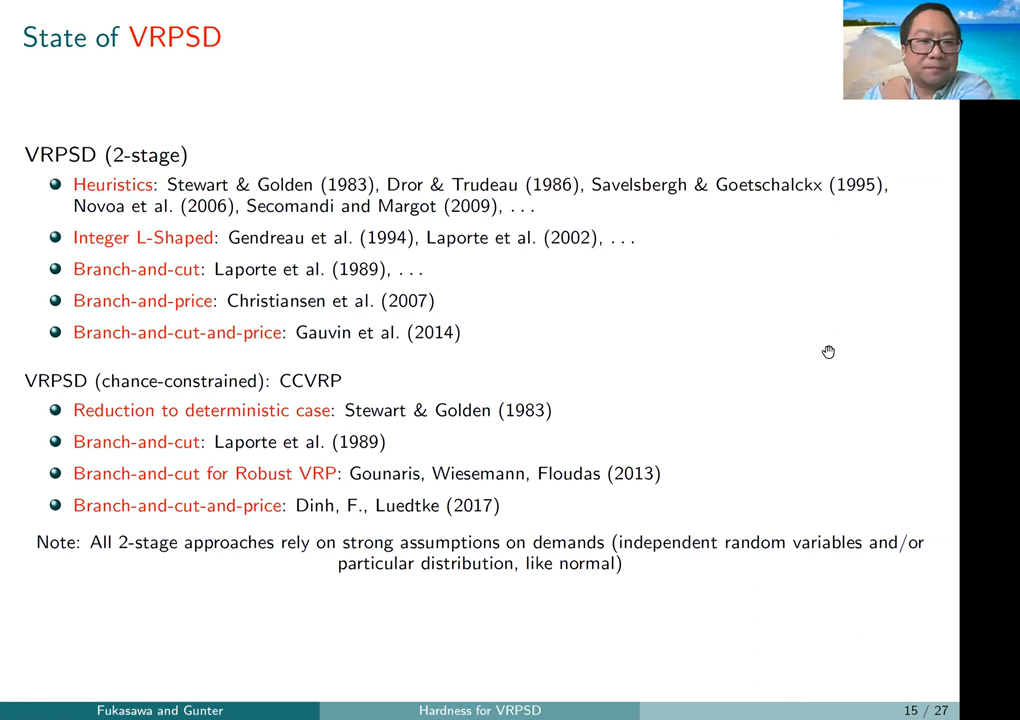 State of VRPSD
VRPSD (2-stage)
Heuristics: Stewart & Golden (1983), Dror & Trudeau (1986), Savelsbergh & Goetschalckx (1995),
Novoa et al. (2006), Secomandi and Margot (2009), . . .
Integer L-Shaped: Gendreau et al. (1994), Laporte et al. (2002), . . .
Branch-and-cut: Laporte et al. (1989), . . .
Branch-and-price: Christiansen et al. (2007)
Branch-and-cut-and-price: Gauvin et al. (2014)
VRPSD (chance-constrained): CCVRP
Reduction to deterministic case: Stewart & Golden (1983)
Branch-and-cut: Laporte et al. (1989)
Branch-and-cut for Robust VRP: Gounaris, Wiesemann, Floudas (2013)
Branch-and-cut-and-price: Dinh, F., Luedtke (2017)
Note: All 2-stage approaches rely on strong assumptions on demands (independent random variables and/or
particular distribution, like normal)
Fukasawa and Gunter Hardness for VRPSD 15 / 27